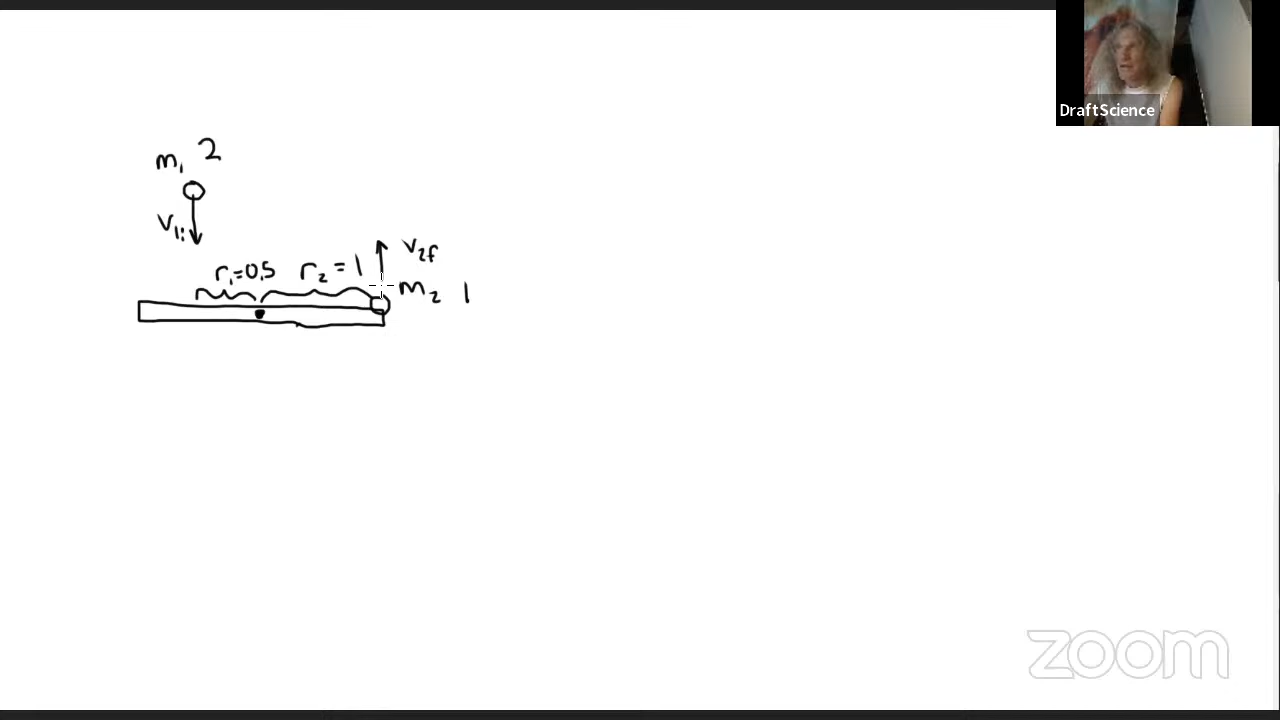 DraftScience
m₁ 2
v₁ᵢ
v₂f
r₁=0,5 r₂=1
m₂ 1
zoom